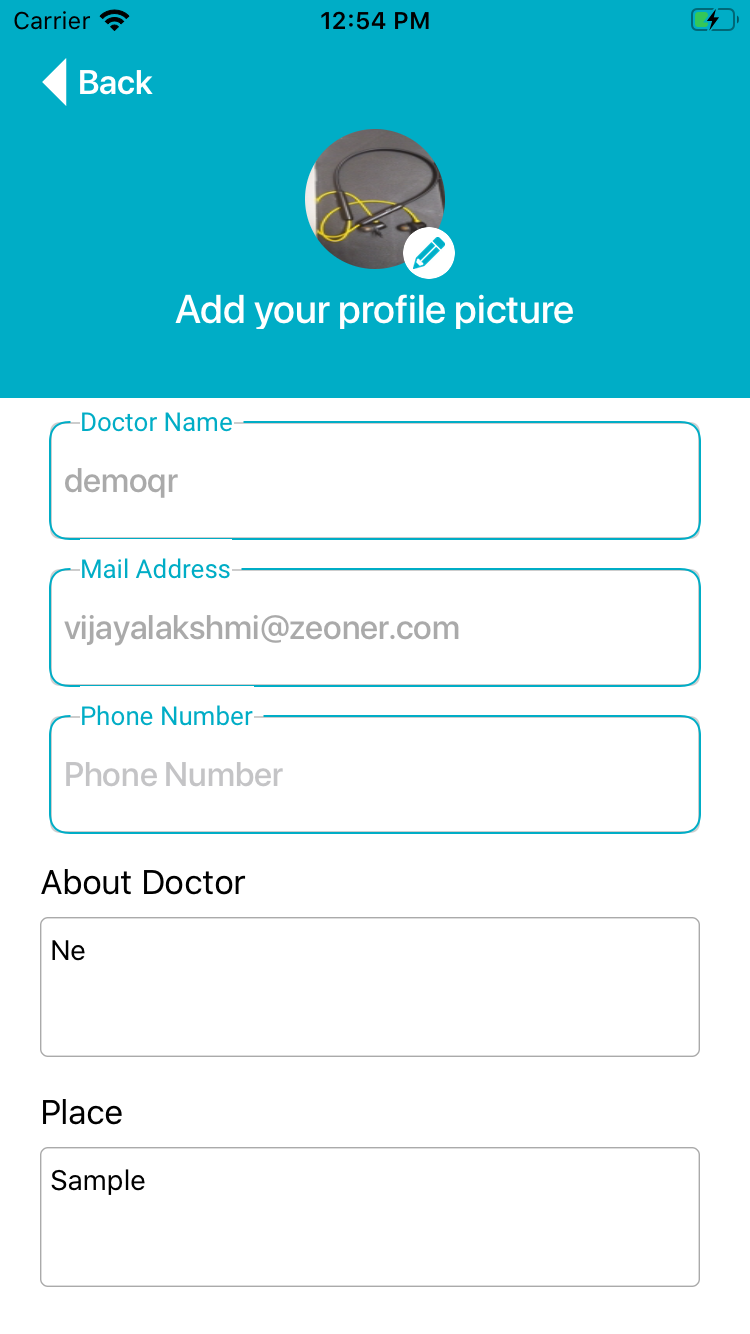 Carrier 12:54 PM
Back
Add your profile picture
Doctor Name
demoqr
Mail Address
vijayalakshmi@zeoner.com
Phone Number
Phone Number
About Doctor
Ne
Place
Sample